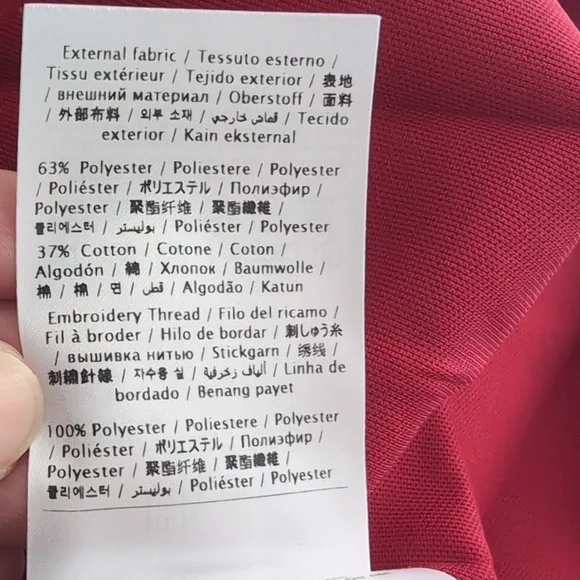 External fabric / Tessuto esterno /
Tissu extérieur / Tejido exterior / 表地
/ внешний материал / Oberstoff / 面料
/ 外部布料 / 외부 소재 / قماش خارجي / Tecido
exterior / Kain eksternal
63% Polyester / Poliestere / Polyester
/ Poliéster / ポリエステル / Полиэфир /
Polyester / 聚酯纤维 / 聚酯纖維 /
폴리에스터 / بوليستر / Poliéster / Polyester
37% Cotton / Cotone / Coton /
Algodón / 綿 / Хлопок / Baumwolle /
棉 / 棉 / 면 / قطن / Algodão / Katun
Embroidery Thread / Filo del ricamo /
Fil à broder / Hilo de bordar / 刺しゅう糸
/ вышивка нитью / Stickgarn / 绣线 /
刺繡針線 / 자수용 실 / ألياف زخرفية / Linha de
bordado / Benang payet
100% Polyester / Poliestere / Polyester
/ Poliéster / ポリエステル / Полиэфир /
Polyester / 聚酯纤维 / 聚酯纖維 /
폴리에스터 / بوليستر / Poliéster / Polyester